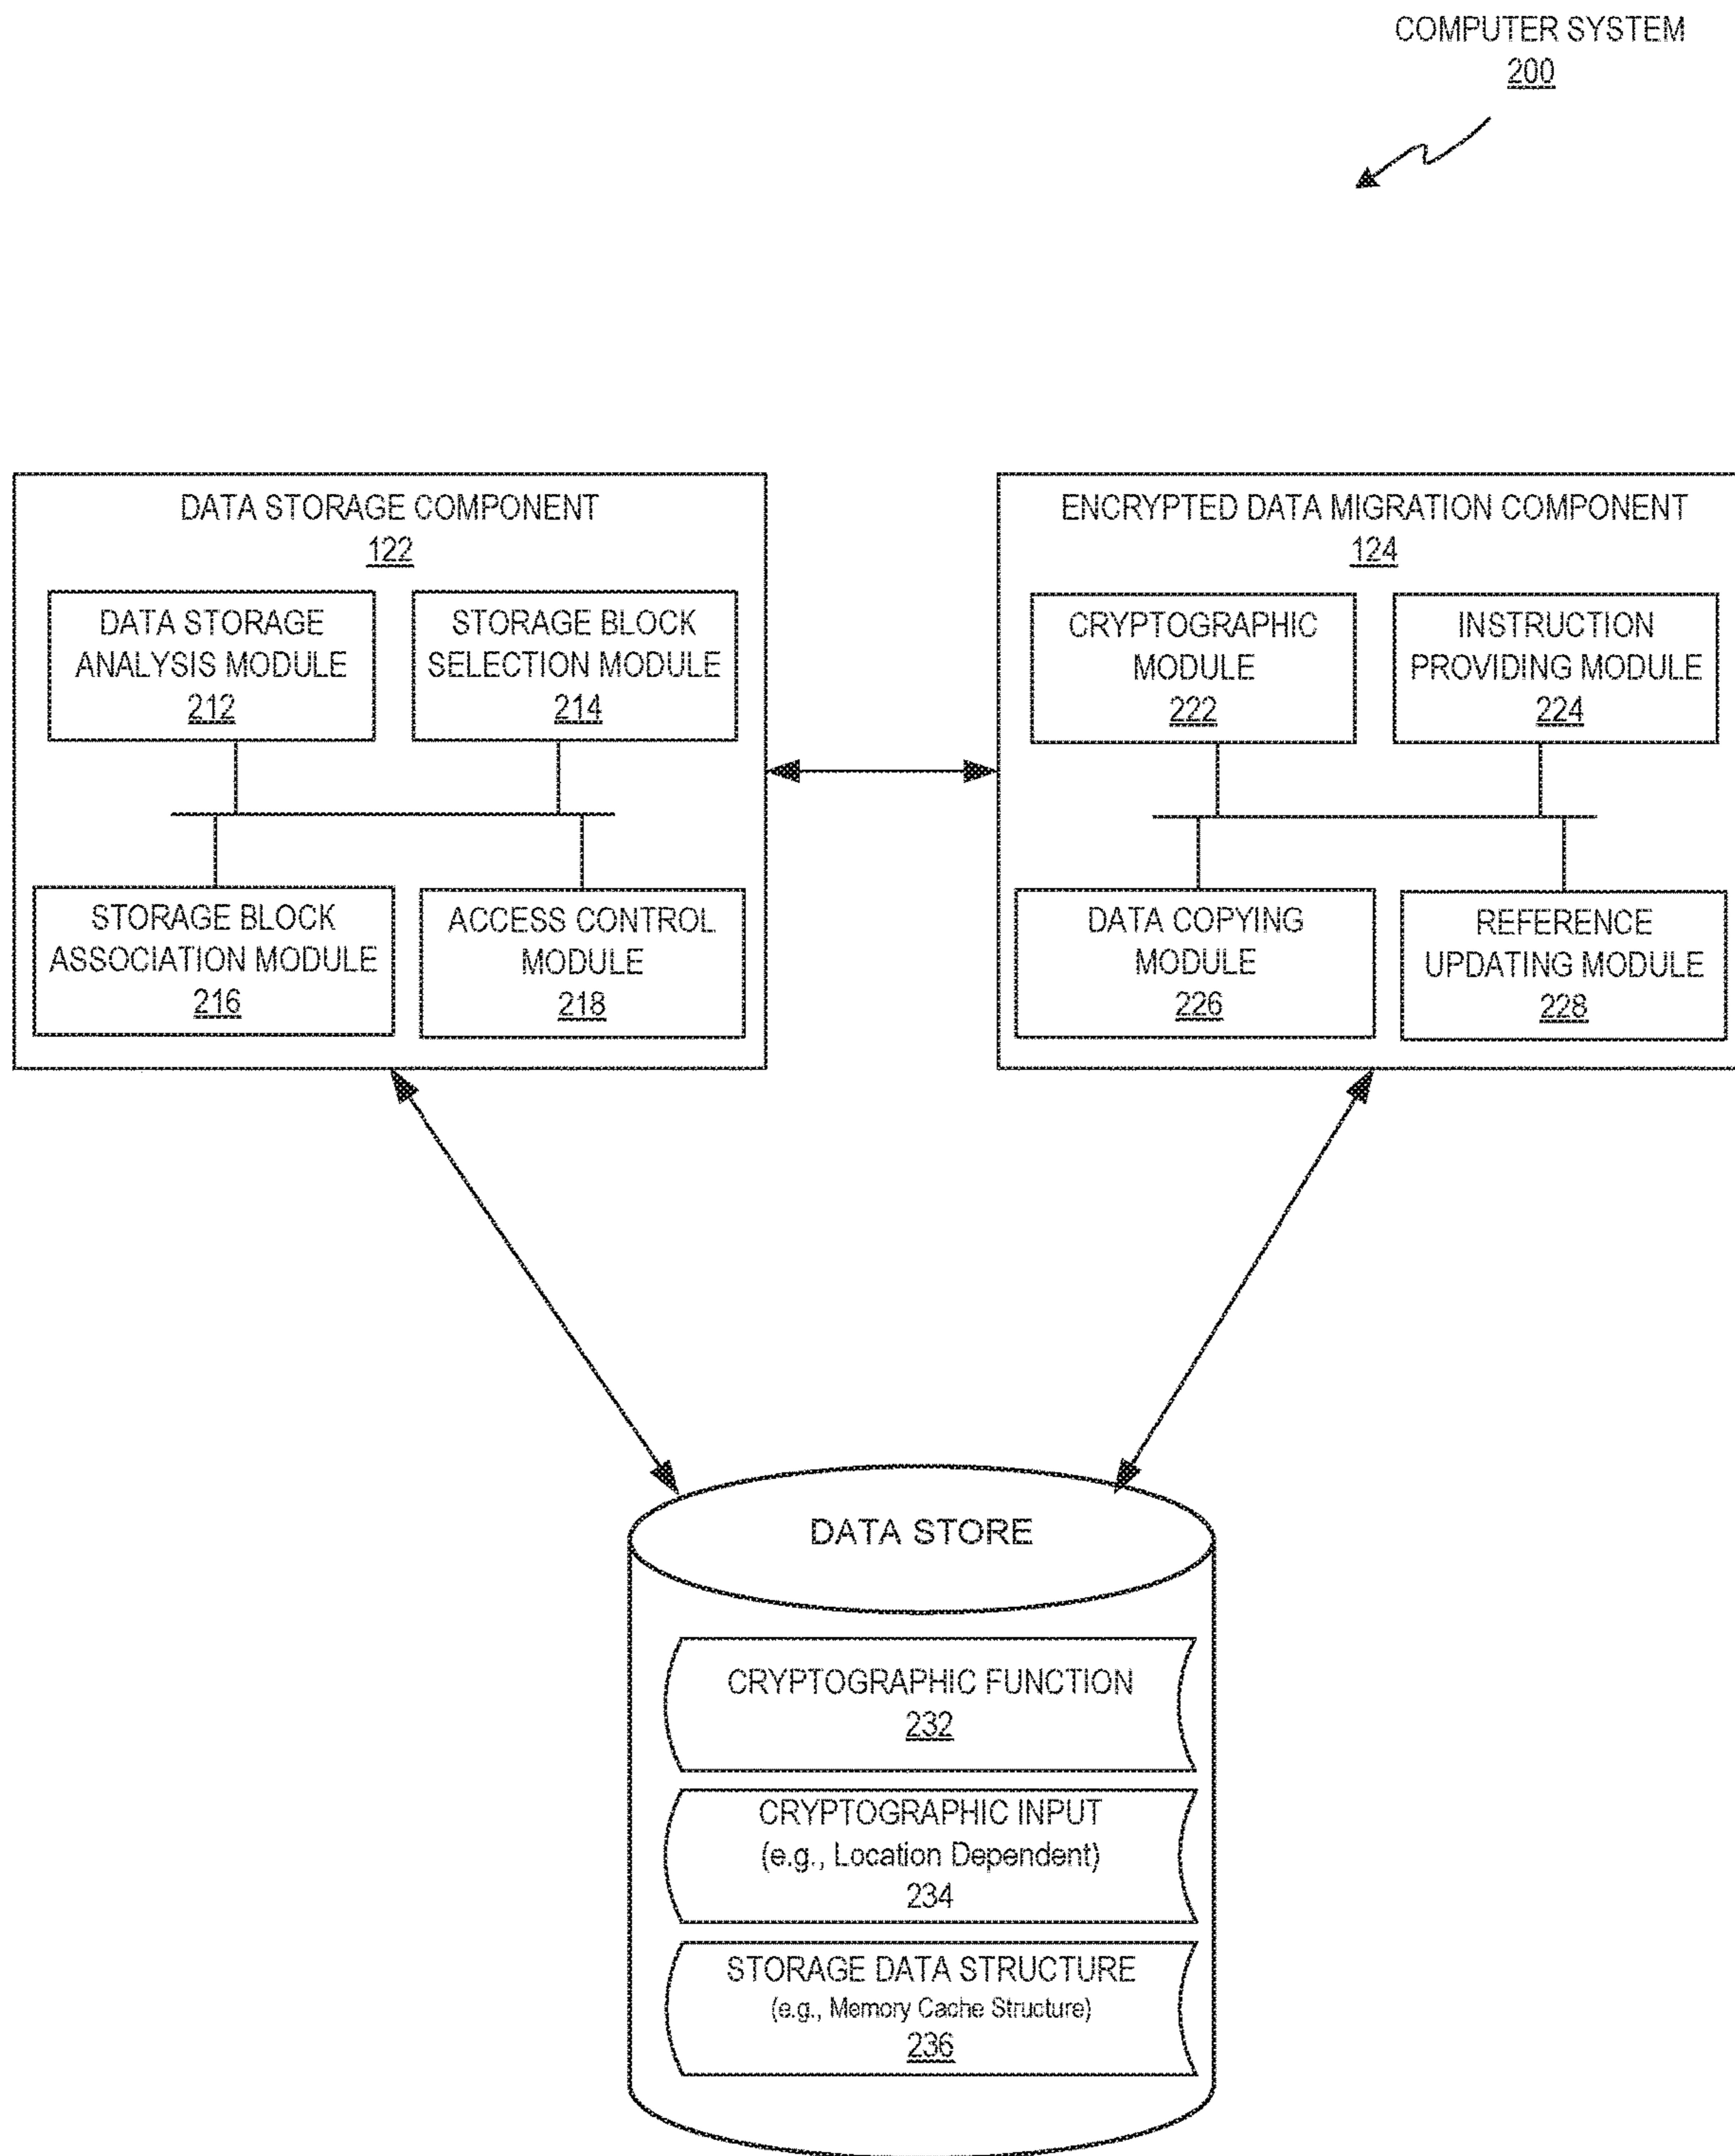 COMPUTER SYSTEM
200
DATA STORAGE COMPONENT
122
DATA STORAGE
ANALYSIS MODULE
212
STORAGE BLOCK
SELECTION MODULE
214
STORAGE BLOCK
ASSOCIATION MODULE
216
ACCESS CONTROL
MODULE
218
ENCRYPTED DATA MIGRATION COMPONENT
124
CRYPTOGRAPHIC
MODULE
222
INSTRUCTION
PROVIDING MODULE
224
DATA COPYING
MODULE
226
REFERENCE
UPDATING MODULE
228
DATA STORE
CRYPTOGRAPHIC FUNCTION
232
CRYPTOGRAPHIC INPUT
(e.g., Location Dependent)
234
STORAGE DATA STRUCTURE
(e.g., Memory Cache Structure)
236